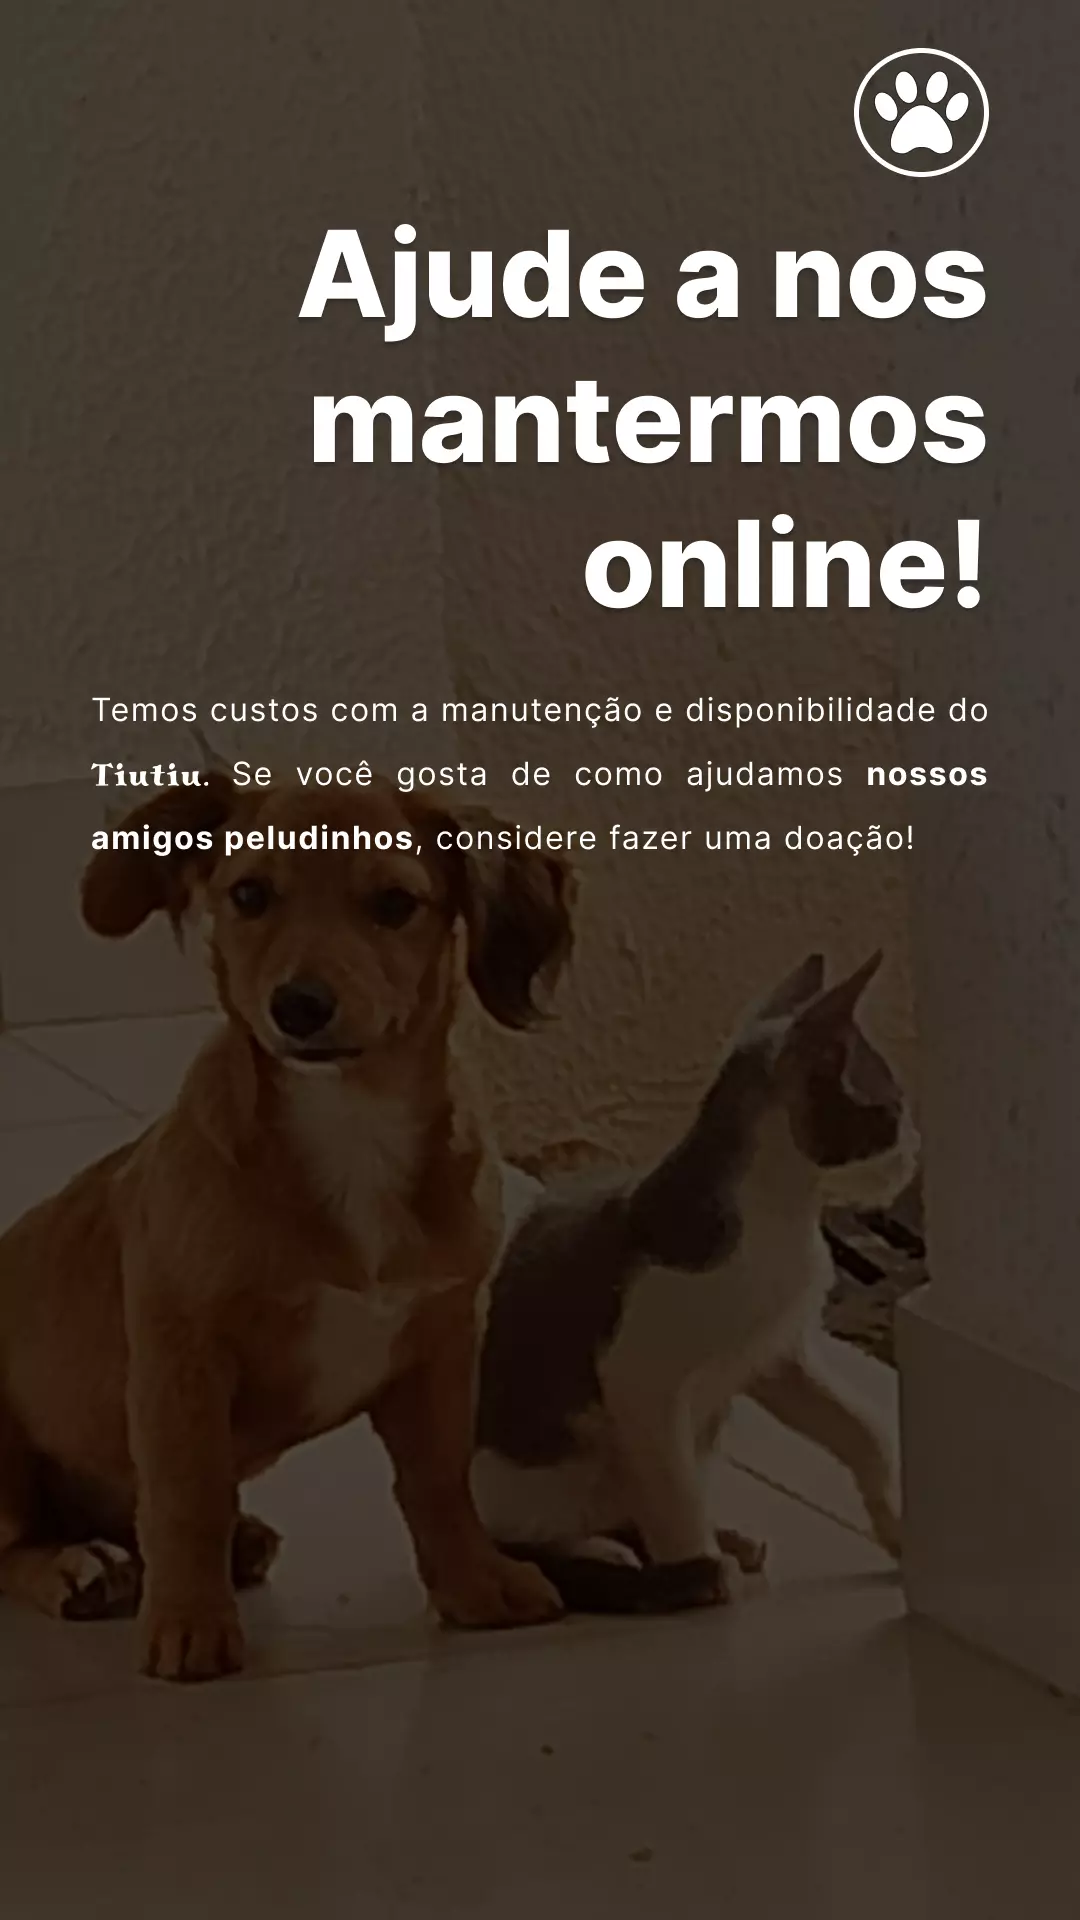 Ajude a nos
mantermos
online!
Temos custos com a manutenção e disponibilidade do
Tiutiu. Se você gosta de como ajudamos nossos
amigos peludinhos, considere fazer uma doação!